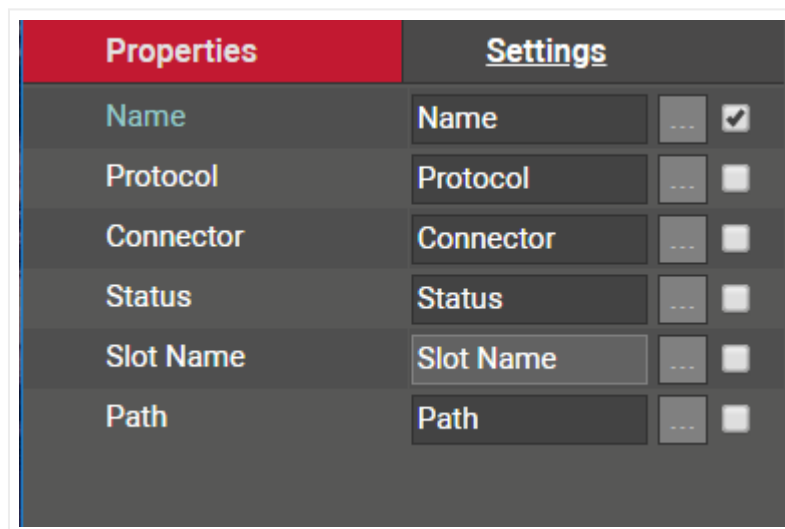 Properties Settings
Name Name ...
Protocol Protocol ...
Connector Connector ...
Status Status ...
Slot Name Slot Name ...
Path Path ...